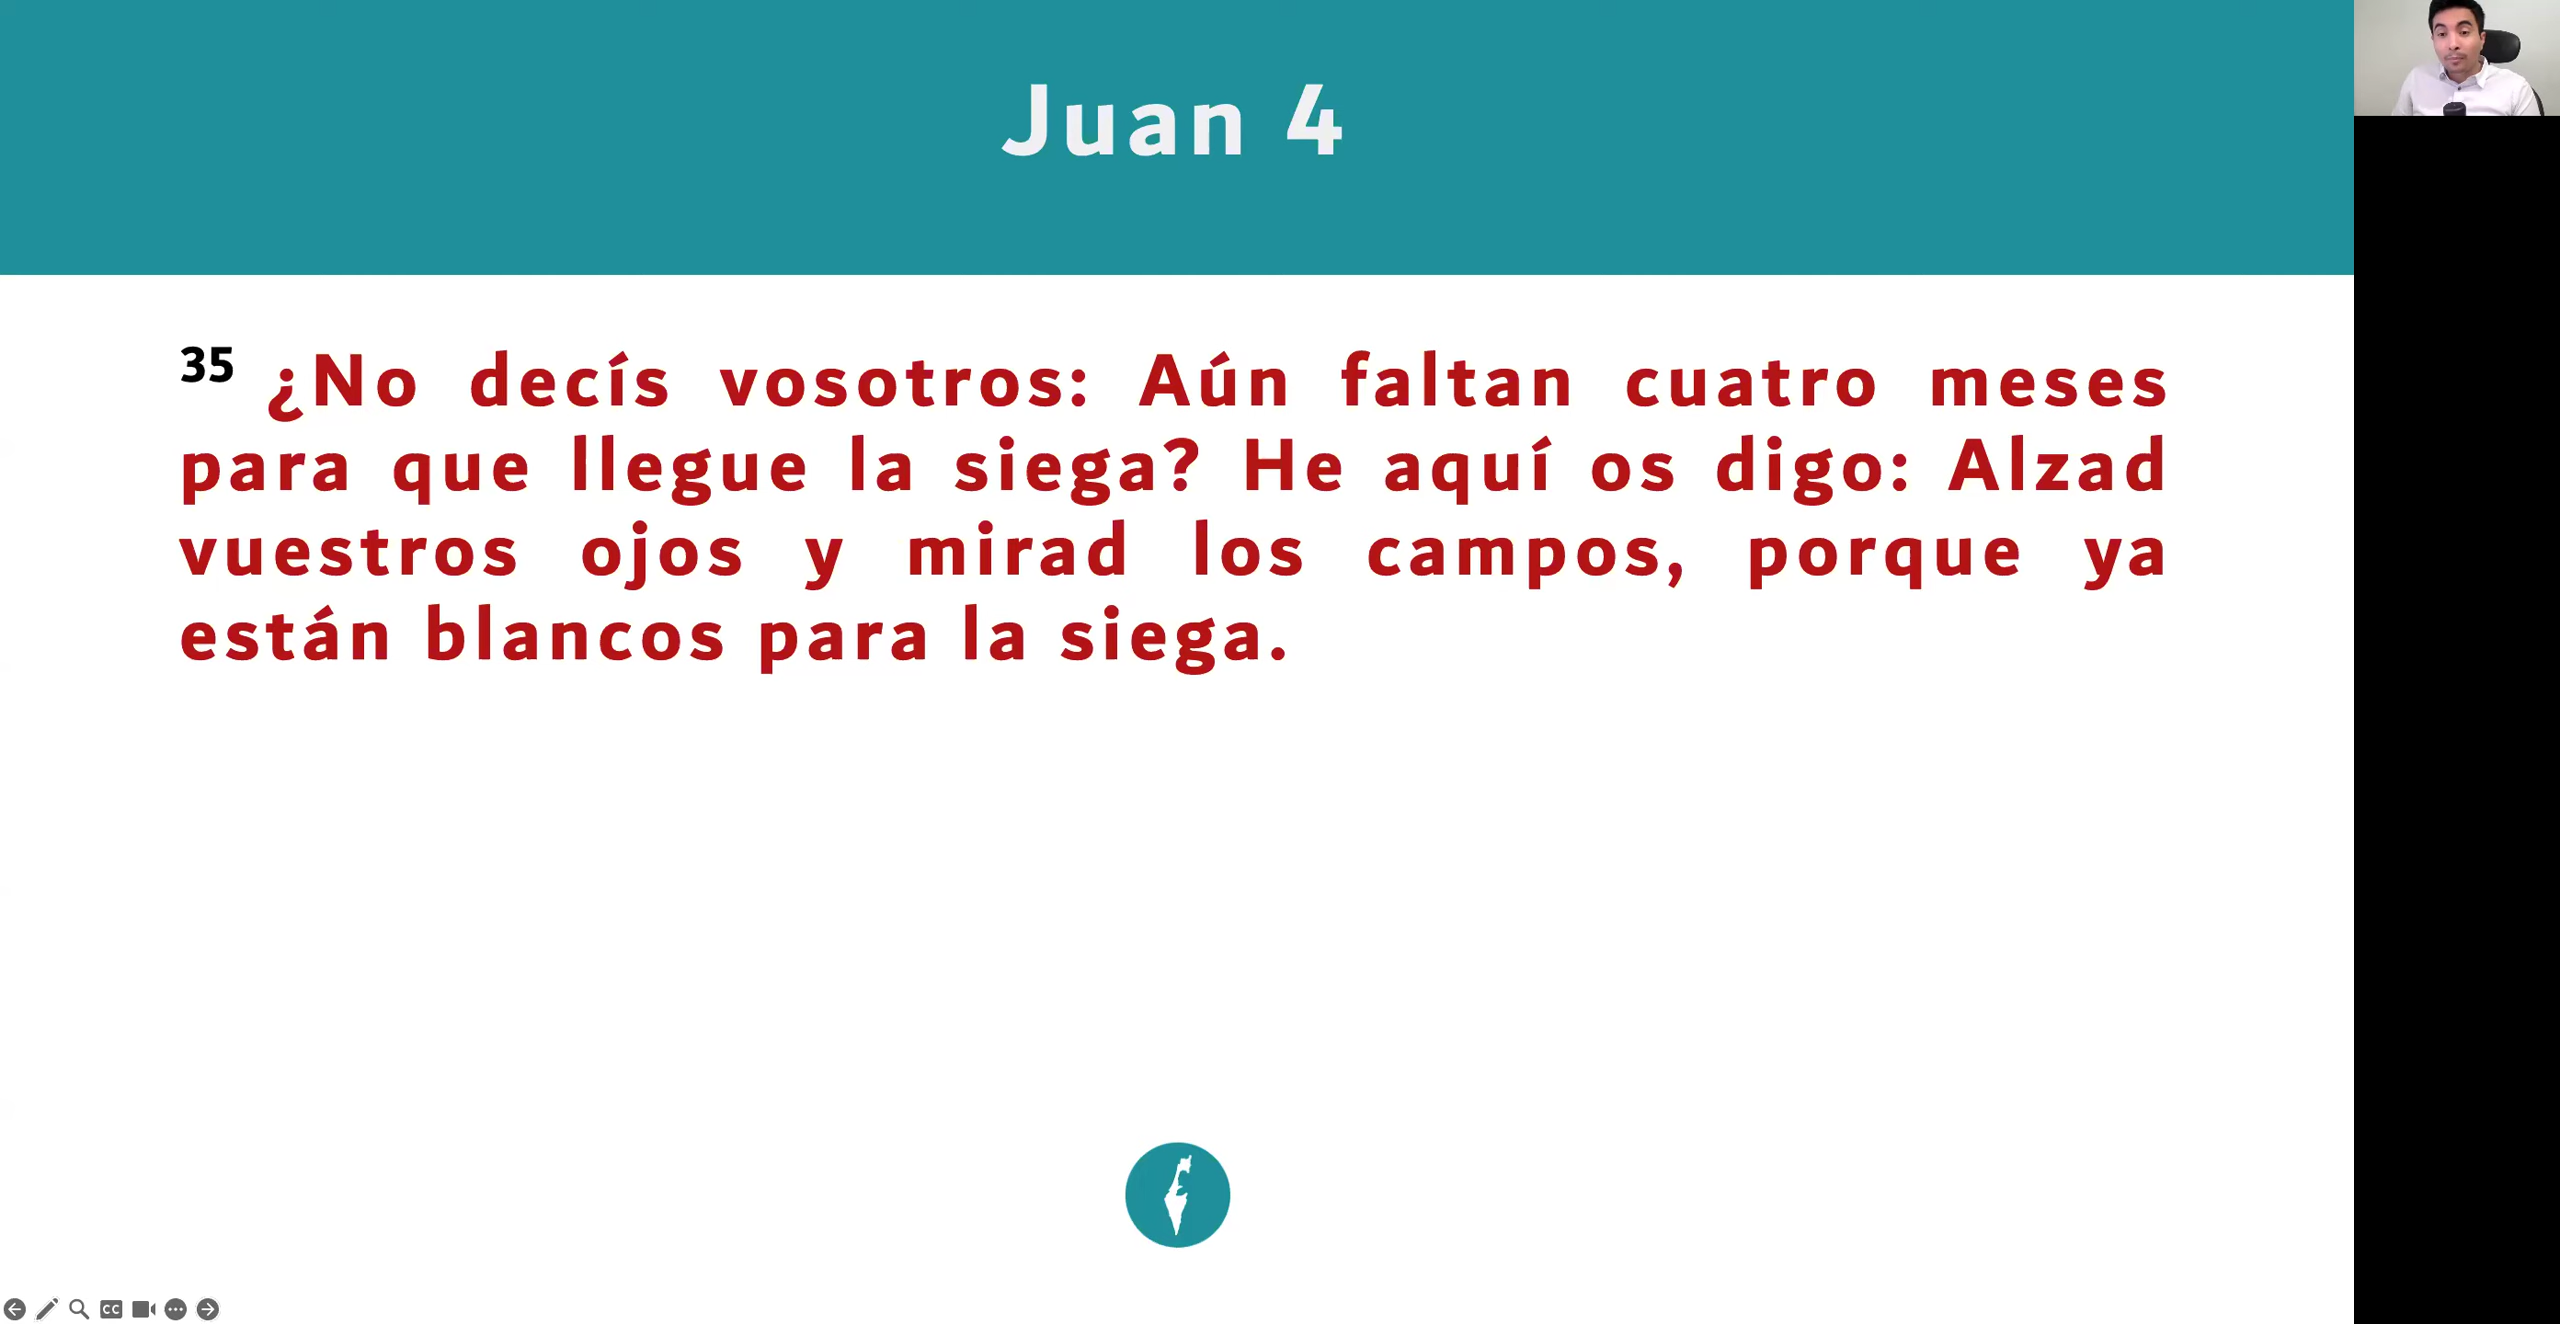 Juan 4
35 ¿No decís vosotros: Aún faltan cuatro meses
para que llegue la siega? He aquí os digo: Alzad
vuestros ojos y mirad los campos, porque ya
están blancos para la siega.
CC